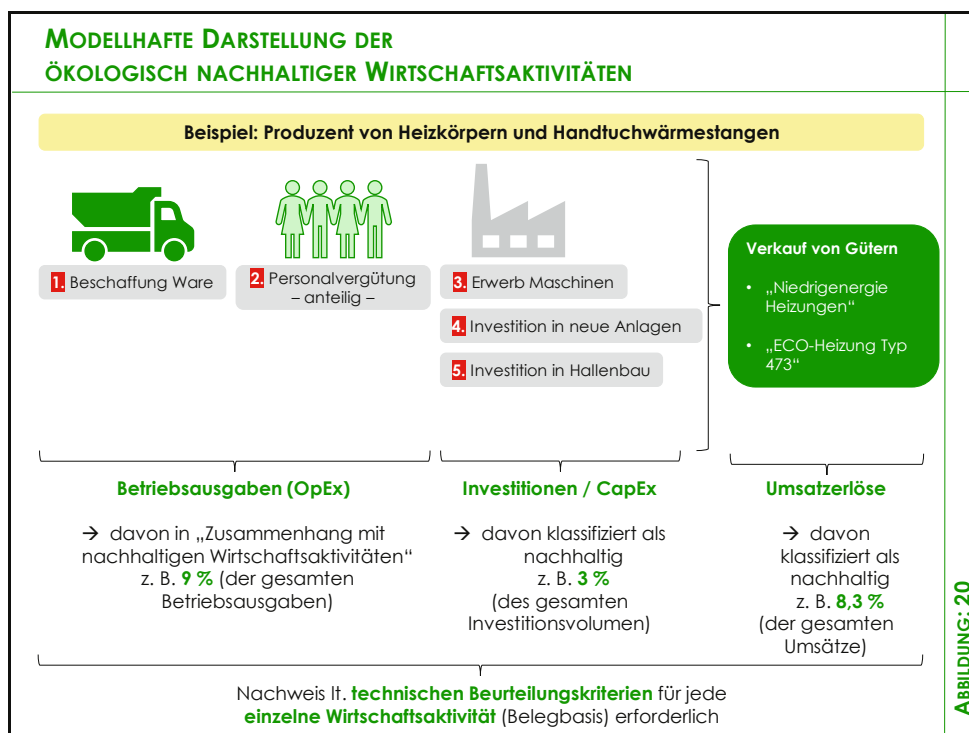 MODELLHAFTE DARSTELLUNG DER
ÖKOLOGISCH NACHHALTIGER WIRTSCHAFTSAKTIVITÄTEN
Beispiel: Produzent von Heizkörpern und Handtuchwärmestangen
1. Beschaffung Ware
2. Personalvergütung
– anteilig –
3. Erwerb Maschinen
4. Investition in neue Anlagen
5. Investition in Hallenbau
Verkauf von Gütern
• „Niedrigenergie
Heizungen“
• „ECO-Heizung Typ
473“
Betriebsausgaben (OpEx)
→ davon in „Zusammenhang mit
nachhaltigen Wirtschaftsaktivitäten“
z. B. 9 % (der gesamten
Betriebsausgaben)
Investitionen / CapEx
→ davon klassifiziert als
nachhaltig
z. B. 3 %
(des gesamten
Investitionsvolumen)
Umsatzerlöse
→ davon
klassifiziert als
nachhaltig
z. B. 8,3 %
(der gesamten
Umsätze)
Nachweis lt. technischen Beurteilungskriterien für jede
einzelne Wirtschaftsaktivität (Belegbasis) erforderlich
ABBILDUNG: 20